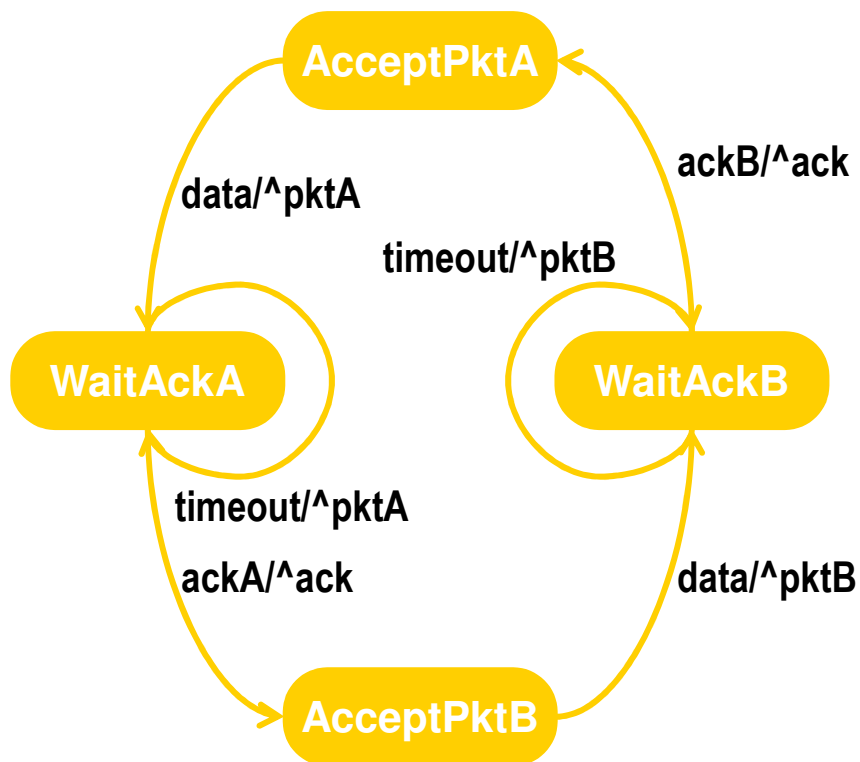 AcceptPktA
ackB/^ack
data/^pktA
timeout/^pktB
WaitAckA
WaitAckB
timeout/^pktA
ackA/^ack
data/^pktB
AcceptPktB